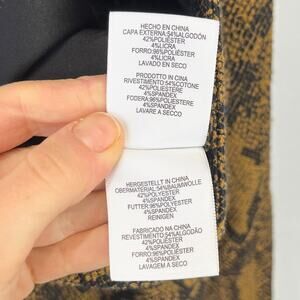 HECHO EN CHINA
CAPA EXTERNA:54%ALGODÓN
42%POLIÉSTER
4%LICRA
FORRO:96%POLIÉSTER
4%LICRA
LAVADO EN SECO
PRODOTTO IN CINA
RIVESTIMENTO:54%COTONE
42%POLIESTERE
4%SPANDEX
FODERA:96%POLIESTERE
4%SPANDEX
LAVARE A SECCO
HERGESTELLT IN CHINA
OBERMATERIAL:54%BAUMWOLLE
42%POLYESTER
4%SPANDEX
FUTTER:96%POLYESTER
4%SPANDEX
REINIGEN
FABRICADO NA CHINA
REVESTIMENTO:54%ALGODÃO
42%POLIÉSTER
4%SPANDEX
FORRO:96%POLIÉSTER
4%SPANDEX
LAVAGEM A SECO